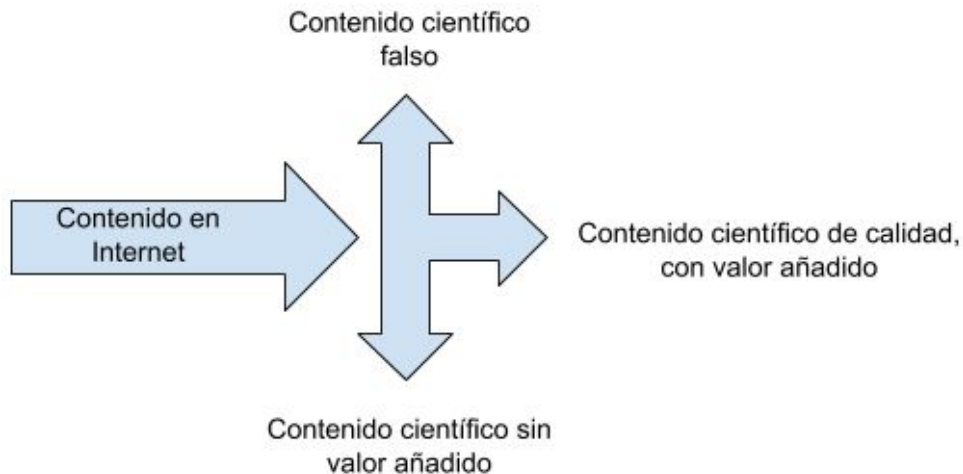 Contenido científico
falso
Contenido en
Internet
Contenido científico de calidad,
con valor añadido
Contenido científico sin
valor añadido